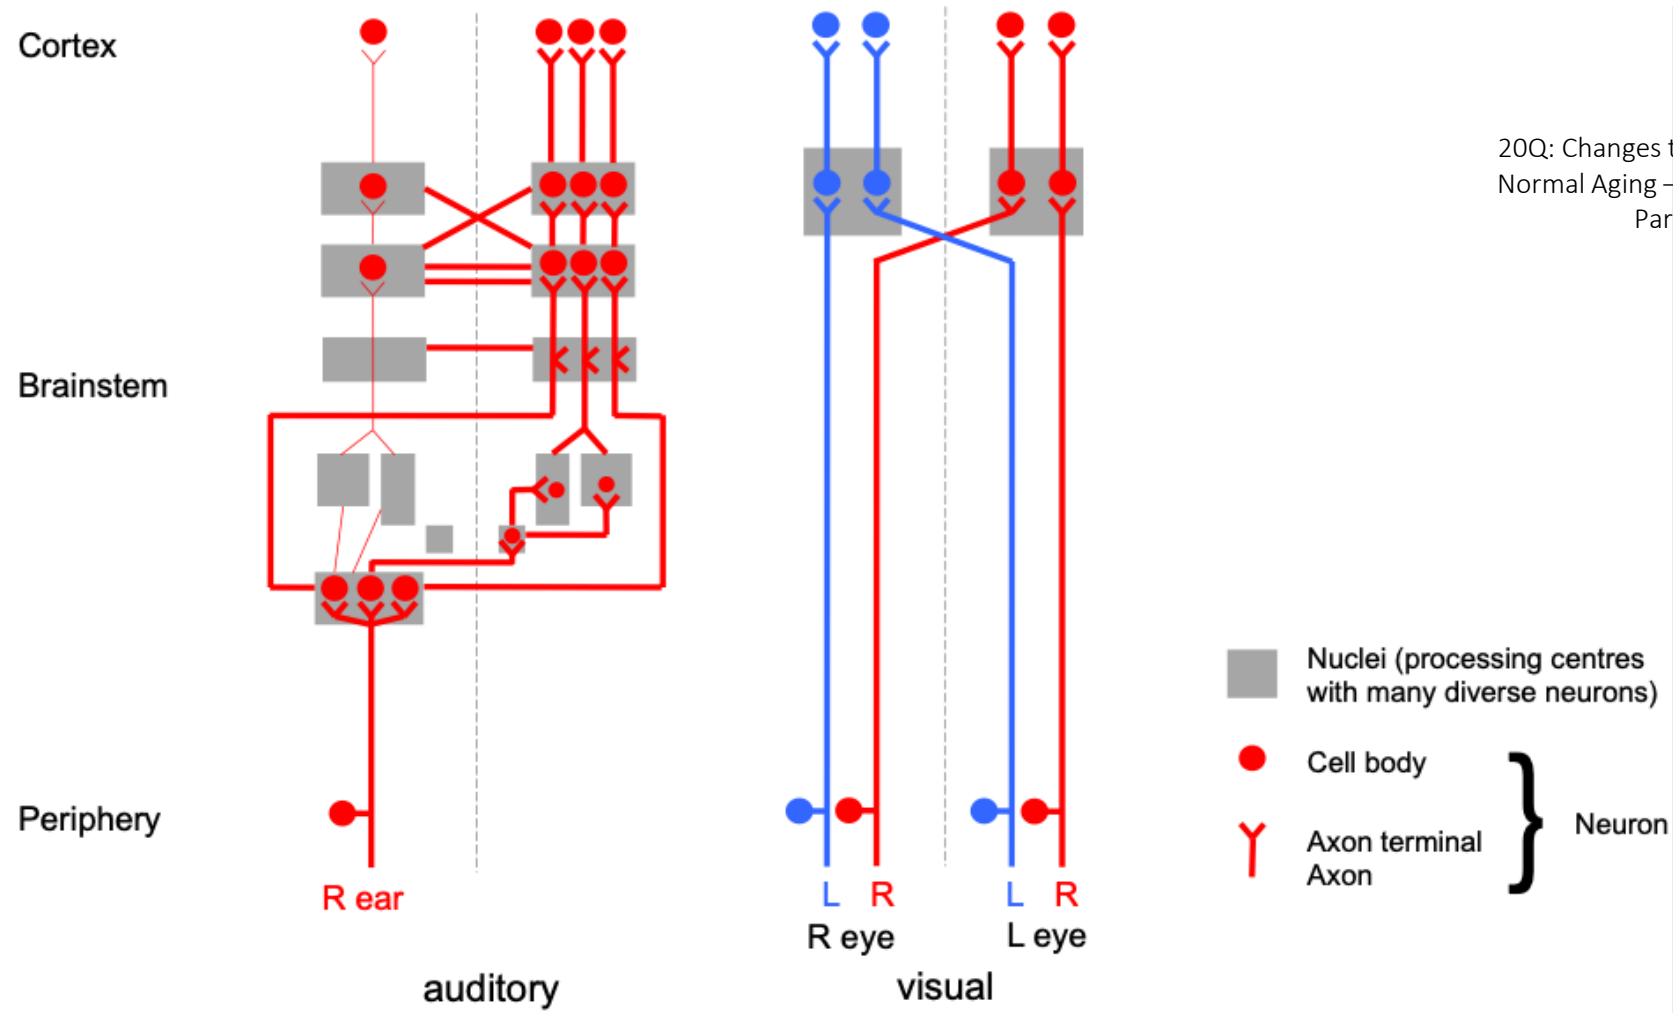 Cortex
20Q: Changes t
Normal Aging –
Par
Brainstem
Nuclei (processing centres
with many diverse neurons)
Cell body
Neuron
Axon terminal
Axon
Periphery
R ear
L R L R
R eye L eye
auditory visual